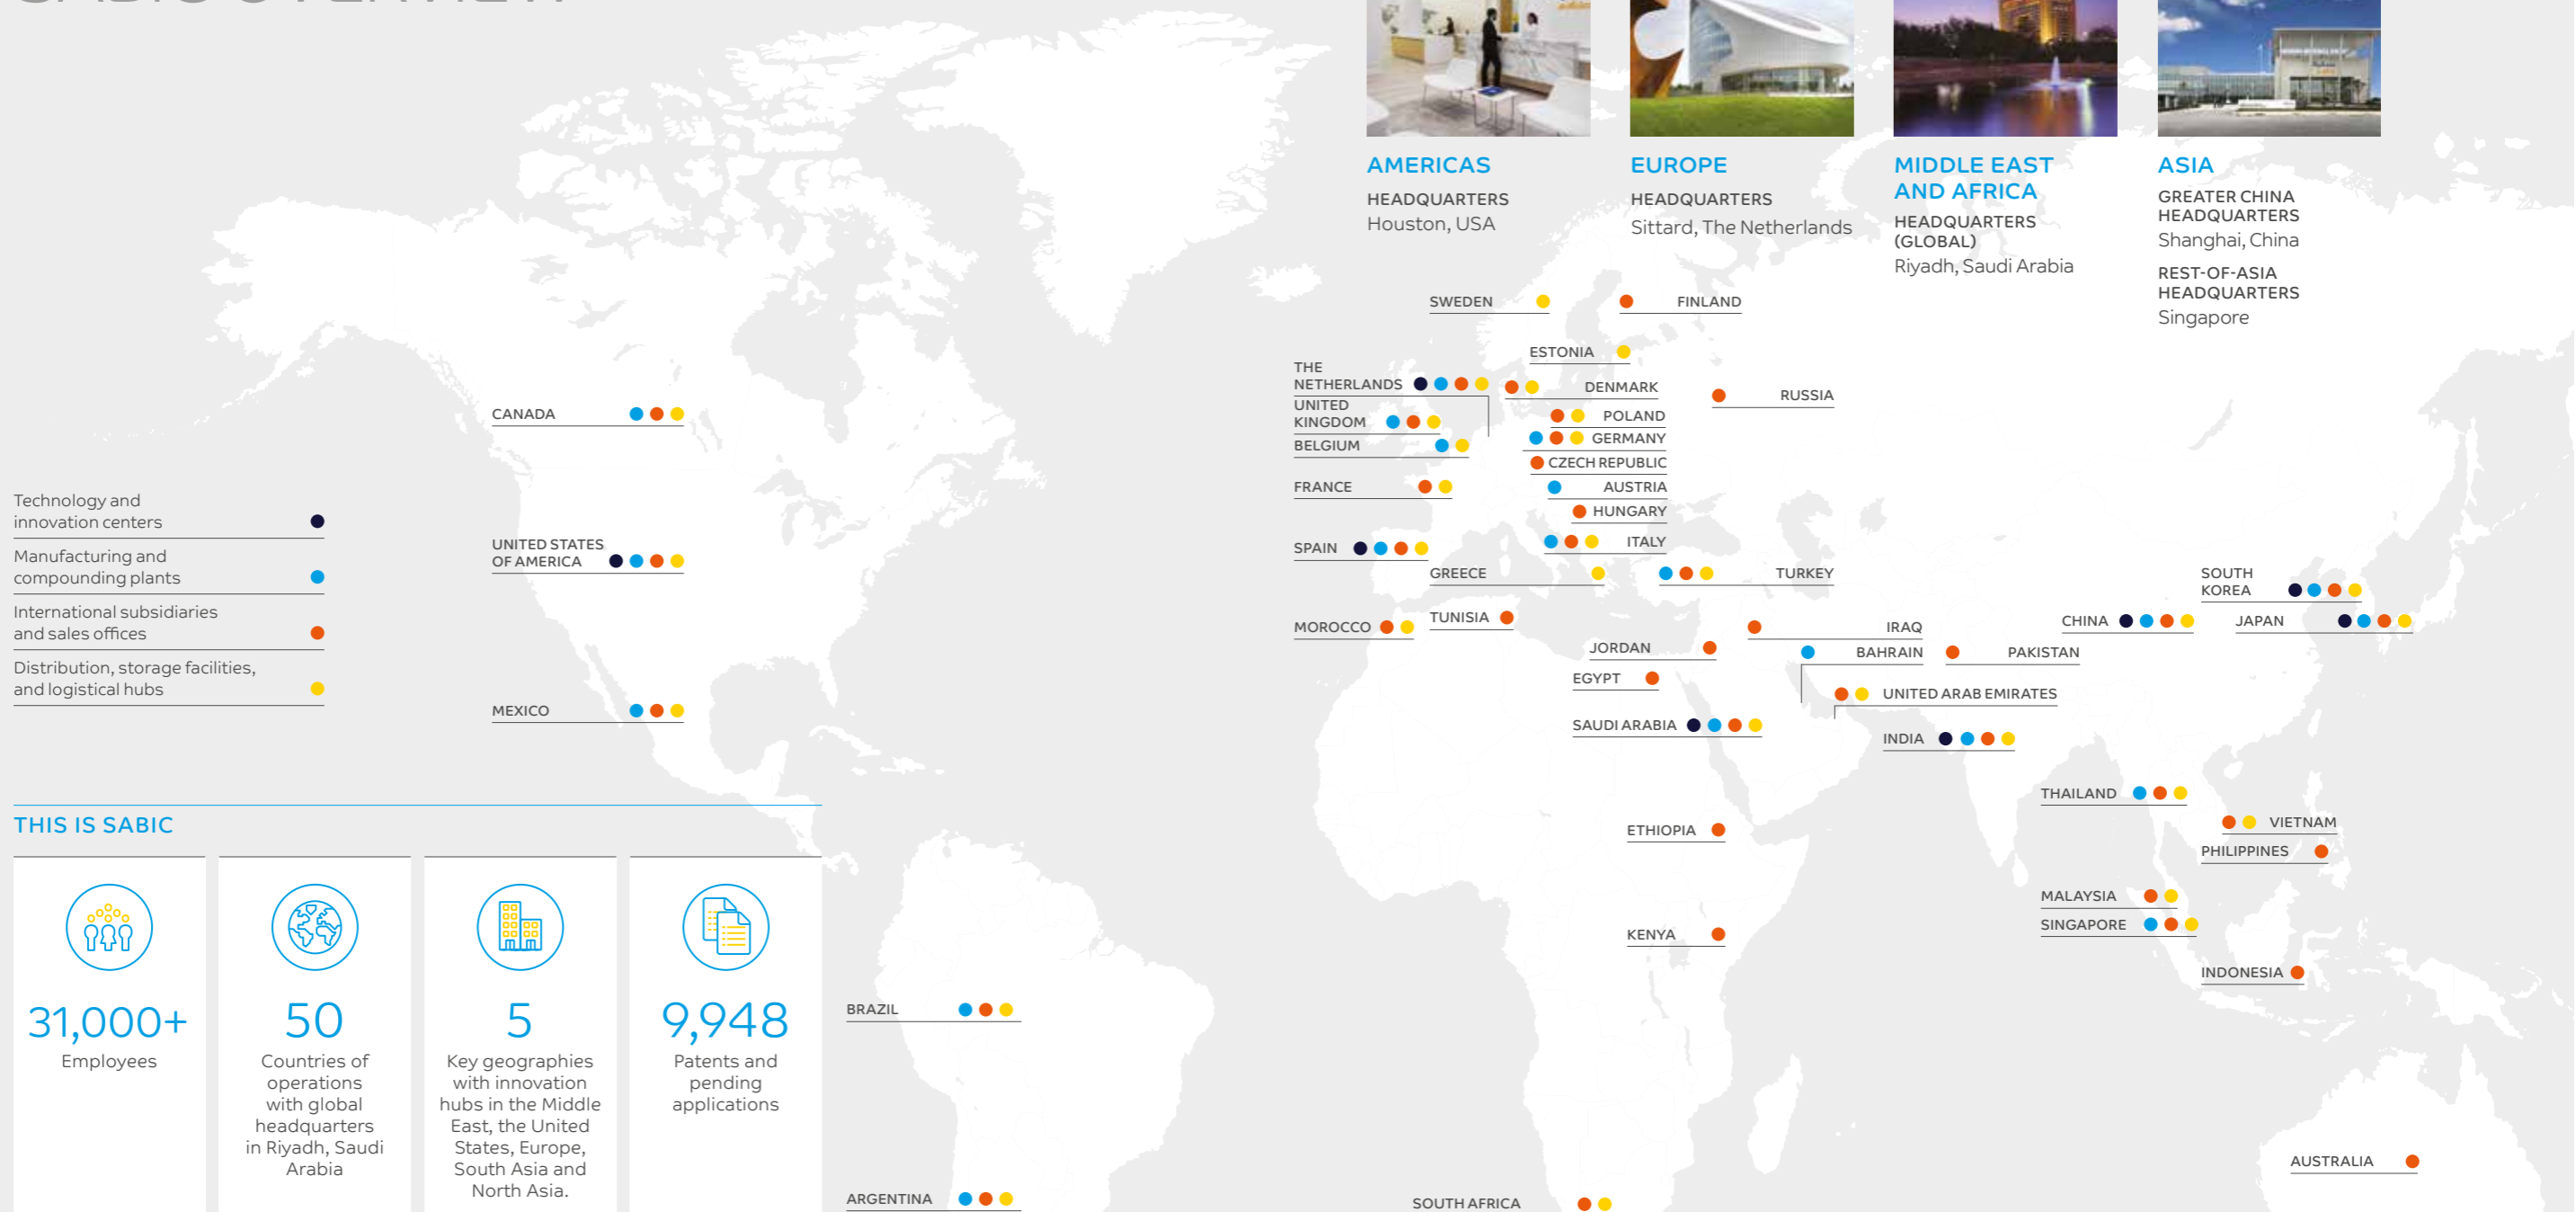 SABIC OVERVIEW
AMERICAS
HEADQUARTERS
Houston, USA
EUROPE
HEADQUARTERS
Sittard, The Netherlands
MIDDLE EAST
AND AFRICA
HEADQUARTERS
(GLOBAL)
Riyadh, Saudi Arabia
ASIA
GREATER CHINA
HEADQUARTERS
Shanghai, China
REST-OF-ASIA
HEADQUARTERS
Singapore
Technology and
innovation centers
Manufacturing and
compounding plants
International subsidiaries
and sales offices
Distribution, storage facilities,
and logistical hubs
CANADA
UNITED STATES
OF AMERICA
MEXICO
BRAZIL
ARGENTINA
SWEDEN
FINLAND
ESTONIA
THE
NETHERLANDS
DENMARK
RUSSIA
UNITED
KINGDOM
POLAND
BELGIUM
GERMANY
CZECH REPUBLIC
FRANCE
AUSTRIA
HUNGARY
SPAIN
ITALY
GREECE
TURKEY
MOROCCO
TUNISIA
IRAQ
JORDAN
BAHRAIN
PAKISTAN
EGYPT
UNITED ARAB EMIRATES
SAUDI ARABIA
INDIA
SOUTH
KOREA
CHINA
JAPAN
THAILAND
VIETNAM
PHILIPPINES
ETHIOPIA
MALAYSIA
SINGAPORE
KENYA
INDONESIA
AUSTRALIA
SOUTH AFRICA
THIS IS SABIC
31,000+
Employees
50
Countries of
operations
with global
headquarters
in Riyadh, Saudi
Arabia
5
Key geographies
with innovation
hubs in the Middle
East, the United
States, Europe,
South Asia and
North Asia.
9,948
Patents and
pending
applications